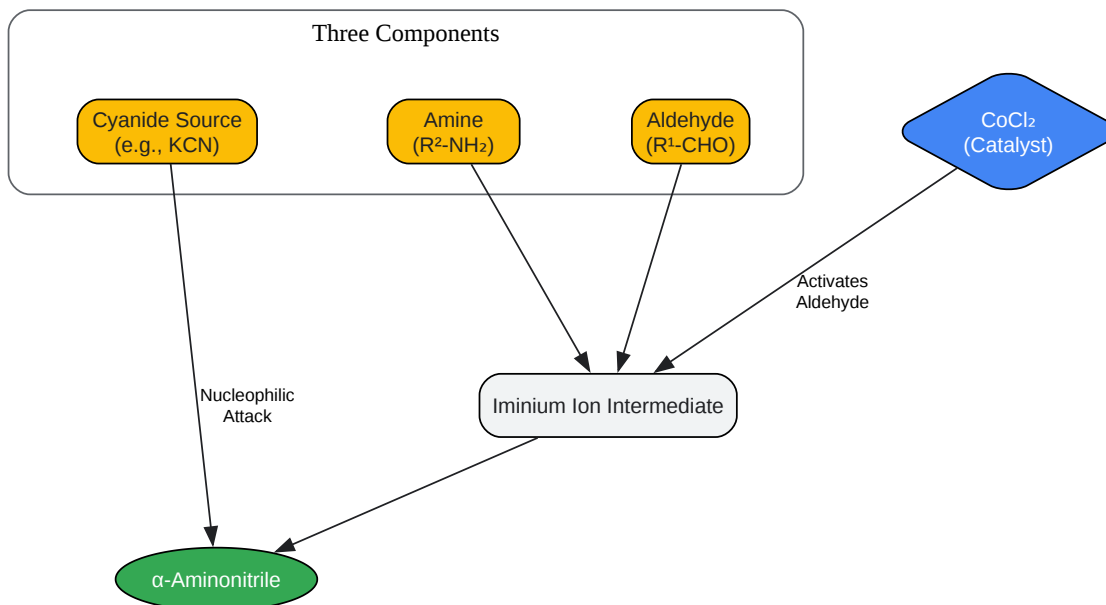 Three Components
Cyanide Source
(e.g., KCN)
Amine
(R²-NH₂)
Aldehyde
(R¹-CHO)
CoCl₂
(Catalyst)
Activates
Aldehyde
Nucleophilic
Attack
Iminium Ion Intermediate
α-Aminonitrile